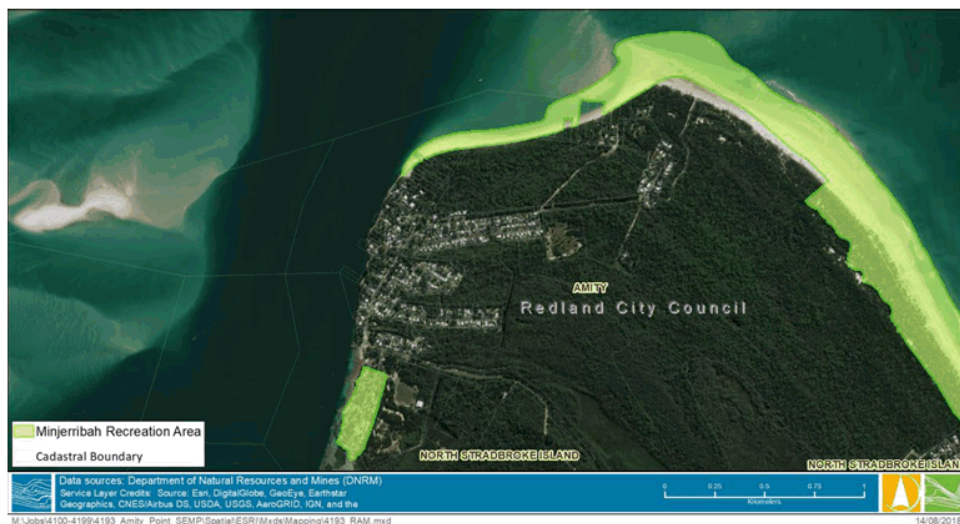 AMITY
Redland City Council
Minjerribah Recreation Area
Cadastral Boundary
NORTH STRADBROKE ISLAND
NORTH STRADBROKE ISLAN
Data sources: Department of Natural Resources and Mines (DNRM)
Service Layer Credits: Source: Esri, DigitalGlobe, GeoEye, Earthstar
Geographics, CNES/Airbus DS, USDA, USGS, AeroGRID, IGN, and the
0 0.25 0.5 0.75 1
Kilometers
M:\Jobs\4100-4199\4193_Amity_Point_SEMP\Spatial\ESRI\Mxds\Mapping\4193_RAM.mxd
14/08/2018